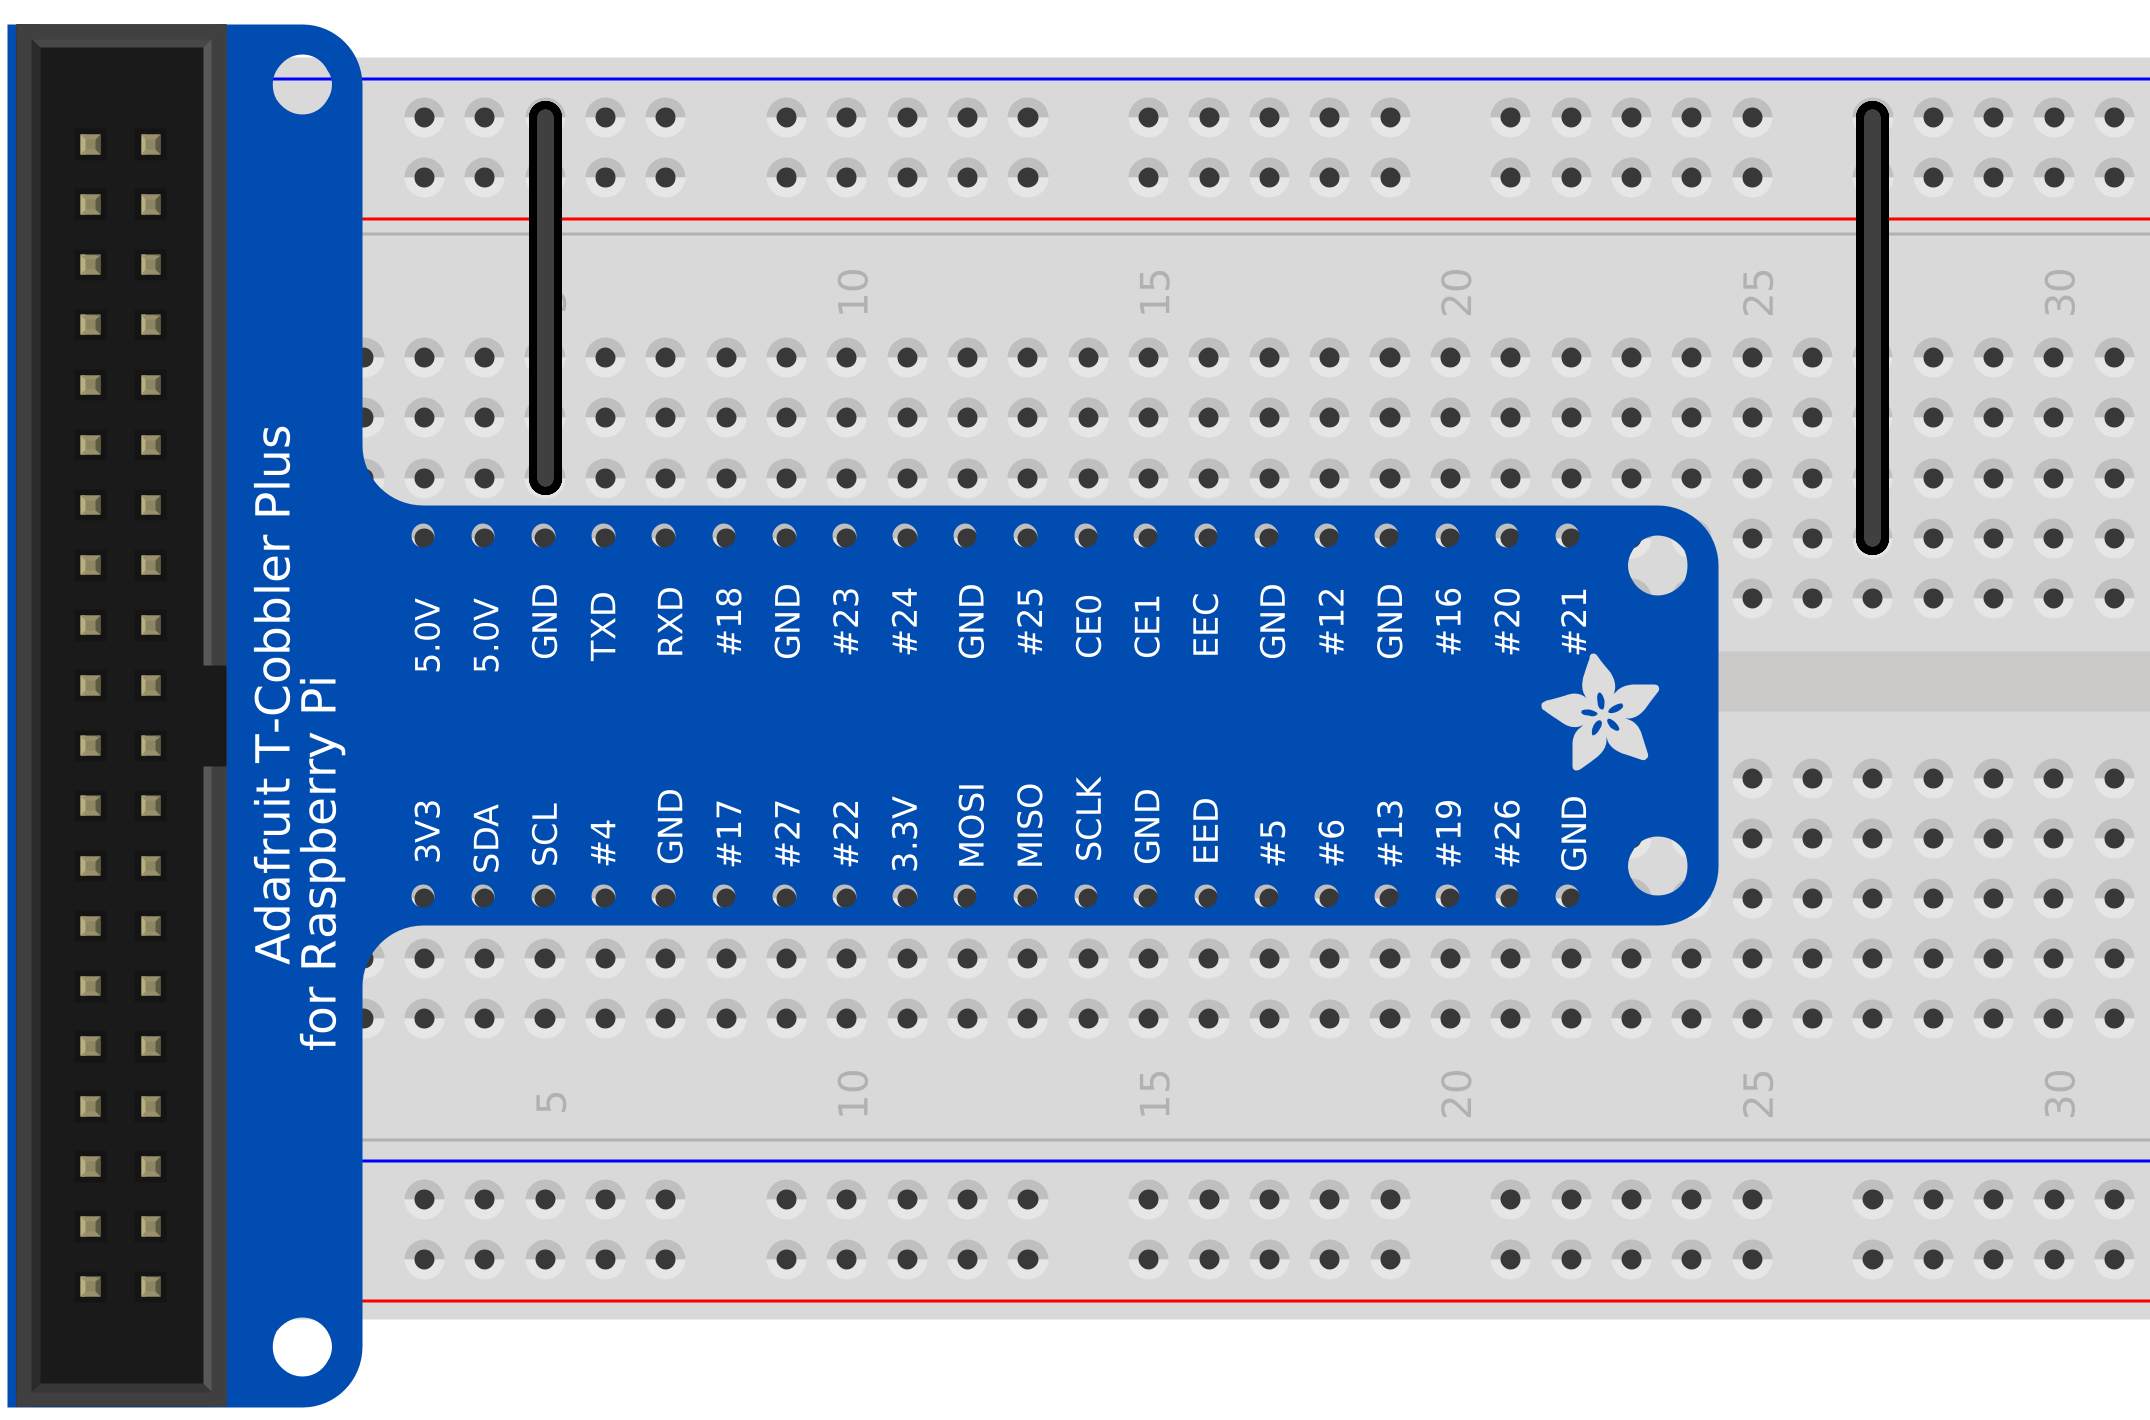 10 15 20 25 30
Adafruit T-Cobbler Plus
for Raspberry Pi
5.0V 5.0V GND TXD RXD #18 GND #23 #24 GND #25 CE0 CE1 EEC GND #12 GND #16 #20 #21
3V3 SDA SCL #4 GND #17 #27 #22 3.3V MOSI MISO SCLK GND EED #5 #6 #13 #19 #26 GND
5 10 15 20 25 30